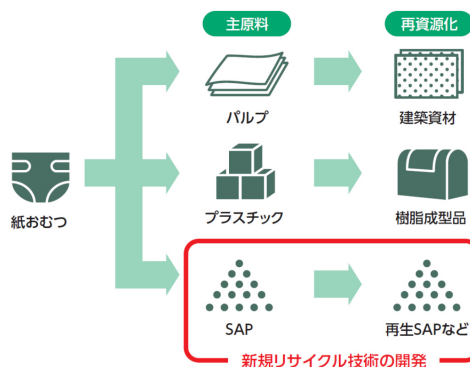 主原料
再資源化
パルプ
建築資材
紙おむつ
プラスチック
樹脂成型品
SAP
再生SAPなど
新規リサイクル技術の開発